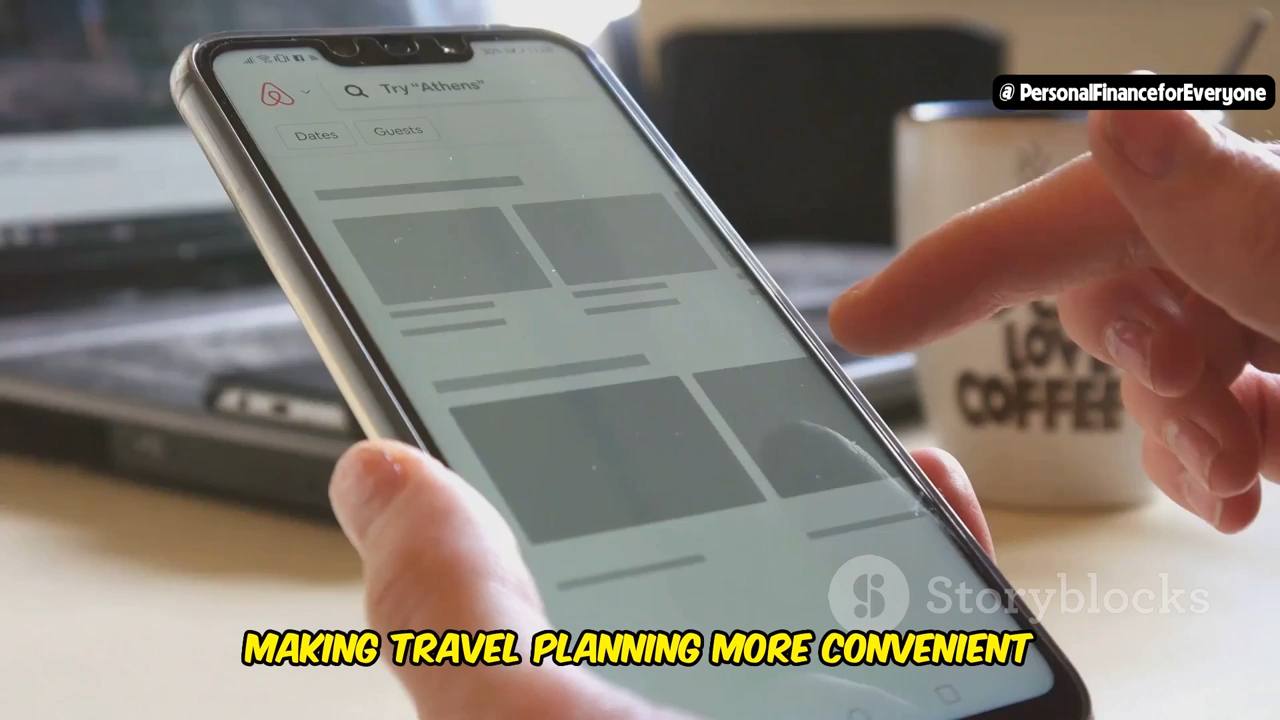 @ PersonalFinanceforEveryone
Try "Athens"
Dates
Guests
LOVE
COFFEE
Storyblocks
MAKING TRAVEL PLANNING MORE CONVENIENT